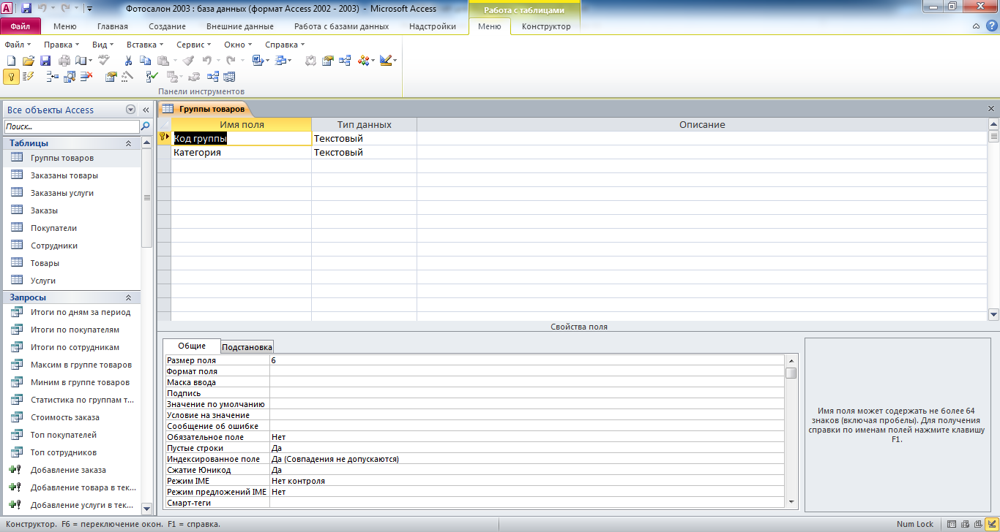 Фотосалон 2003 : база данных (формат Access 2002 - 2003) - Microsoft Access
Работа с таблицами
Файл Меню Главная Создание Внешние данные Работа с базами данных Надстройки Меню Конструктор
Файл Правка Вид Вставка Сервис Окно Справка
Панели инструментов
Все объекты Access
Поиск...
Таблицы
Группы товаров
Заказаны товары
Заказаны услуги
Заказы
Покупатели
Сотрудники
Товары
Услуги
Запросы
Итоги по дням за период
Итоги по покупателям
Итоги по сотрудникам
Максим в группе товаров
Миним в группе товаров
Статистика по группам т...
Стоимость заказа
Топ покупателей
Топ сотрудников
Добавление заказа
Добавление товара в тек...
Добавление услуги в тек...
Группы товаров
Имя поля Тип данных Описание
Код группы Текстовый
Категория Текстовый
Свойства поля
Общие Подстановка
Размер поля 6
Формат поля
Маска ввода
Подпись
Значение по умолчанию
Условие на значение
Сообщение об ошибке
Обязательное поле Нет
Пустые строки Да
Индексированное поле Да (Совпадения не допускаются)
Сжатие Юникод Да
Режим IME Нет контроля
Режим предложений IME Нет
Смарт-теги
Имя поля может содержать не более 64
знаков (включая пробелы). Для получения
справки по именам полей нажмите клавишу
F1.
Конструктор. F6 = переключение окон. F1 = справка.
Num Lock